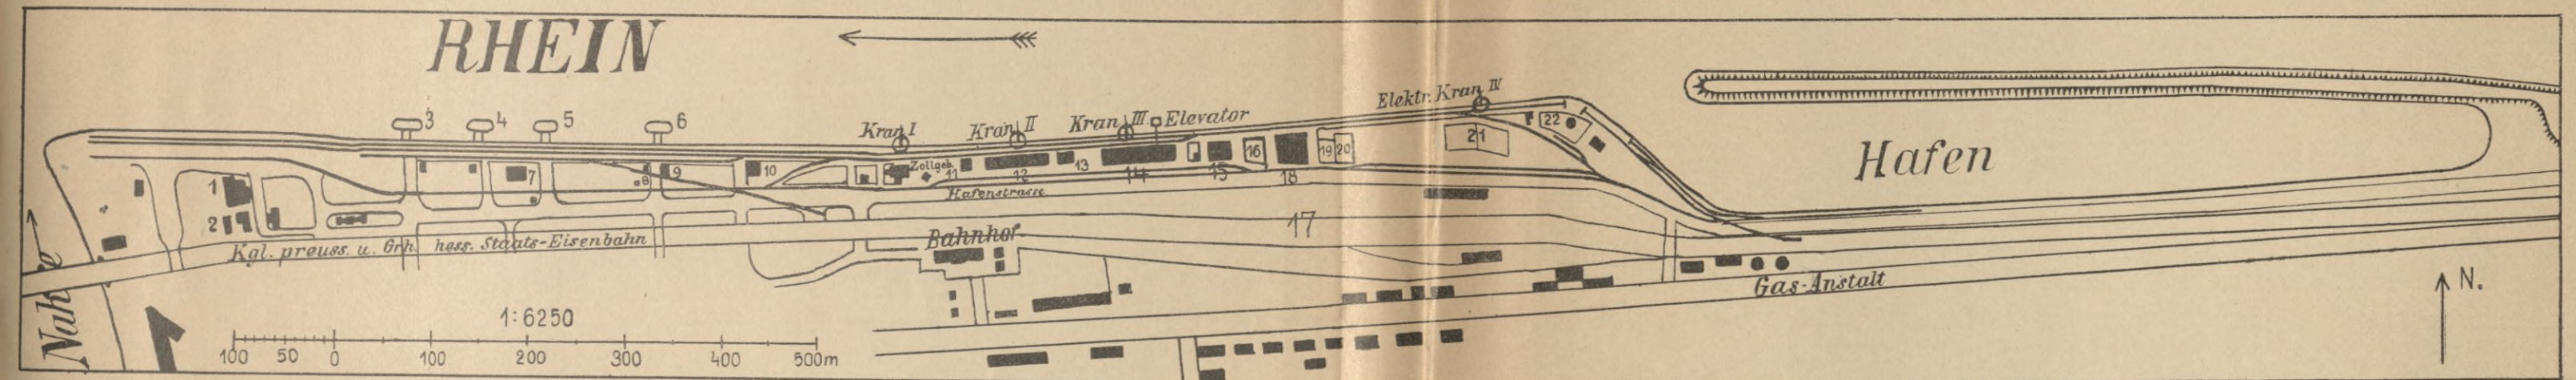 RHEIN
3
4
5
6
Kran I
Kran II
Kran III
Elevator
Elektr. Kran IV
Hafen
1
2
7
8
9
10
Zollgeb.
11
12
13
14
15
16
18
19
20
21
22
Hafenstrasse
17
Kgl. preuss. u. Grh. hess. Staats-Eisenbahn
Bahnhof
Gas-Anstalt
Nahe
N.
1:6250
100 50 0 100 200 300 400 500m